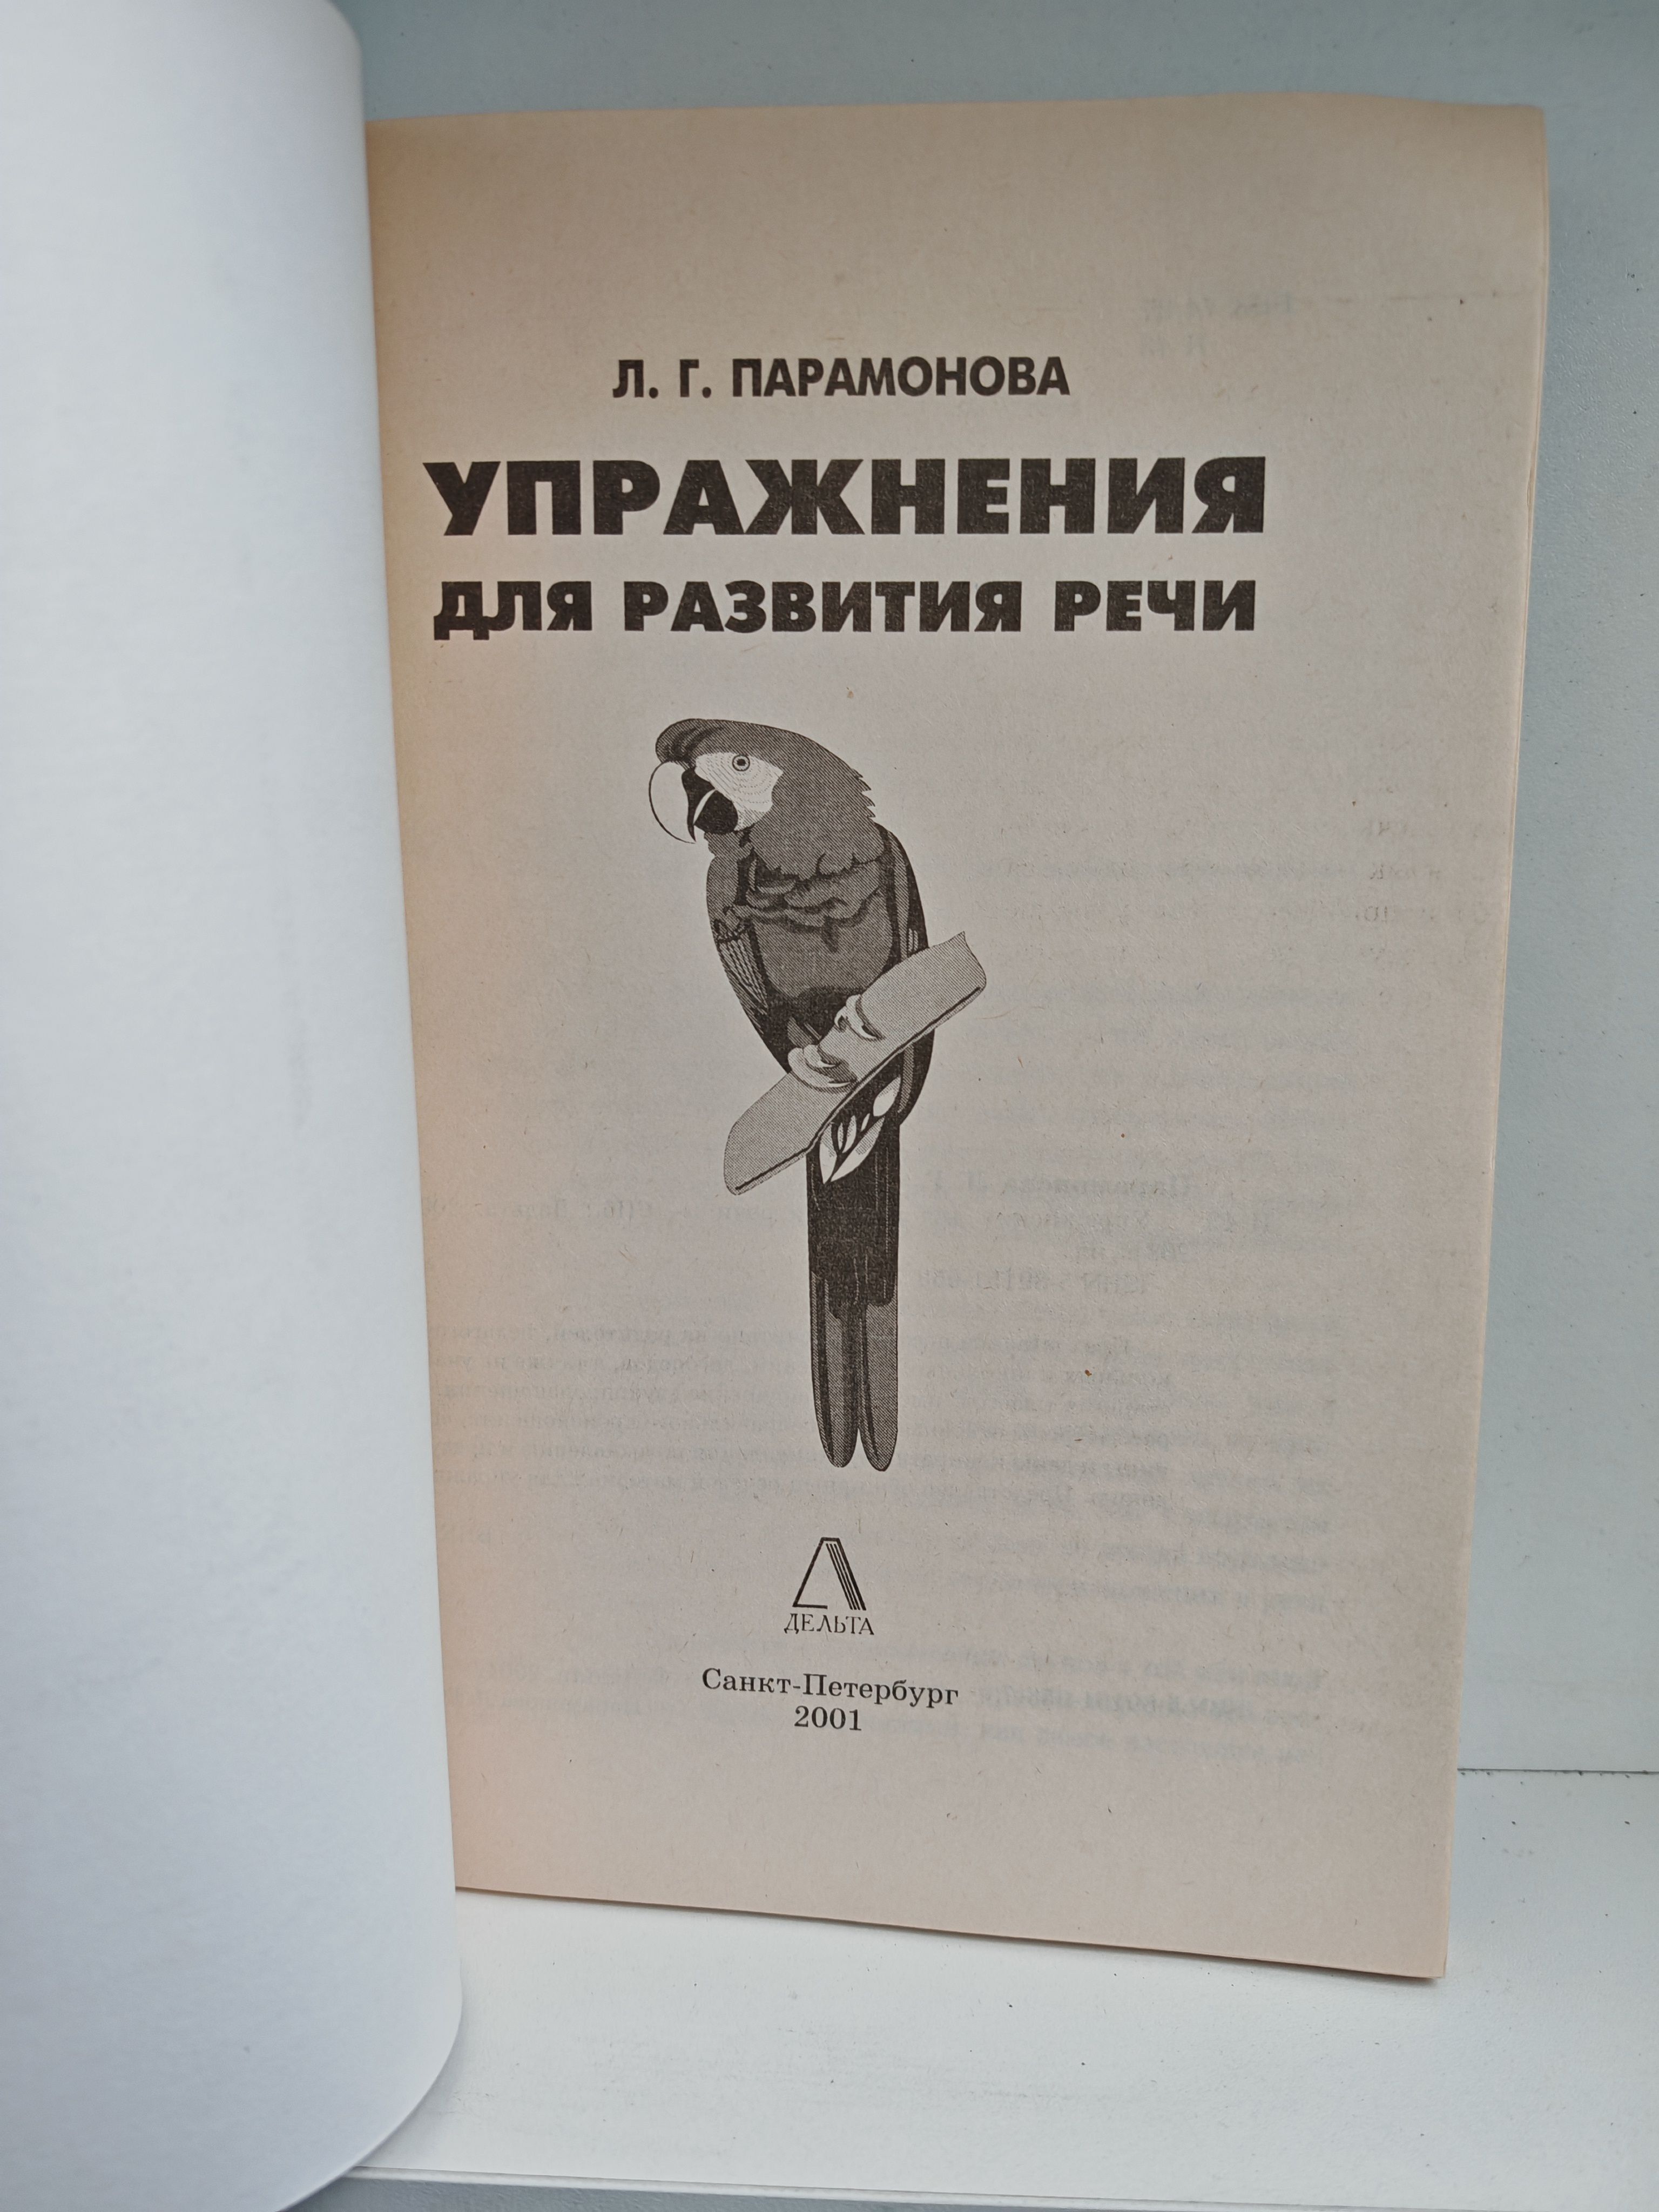 Л. Г. ПАРАМОНОВА
УПРАЖНЕНИЯ
ДЛЯ РАЗВИТИЯ РЕЧИ
ДЕЛЬТА
Санкт-Петербург
2001